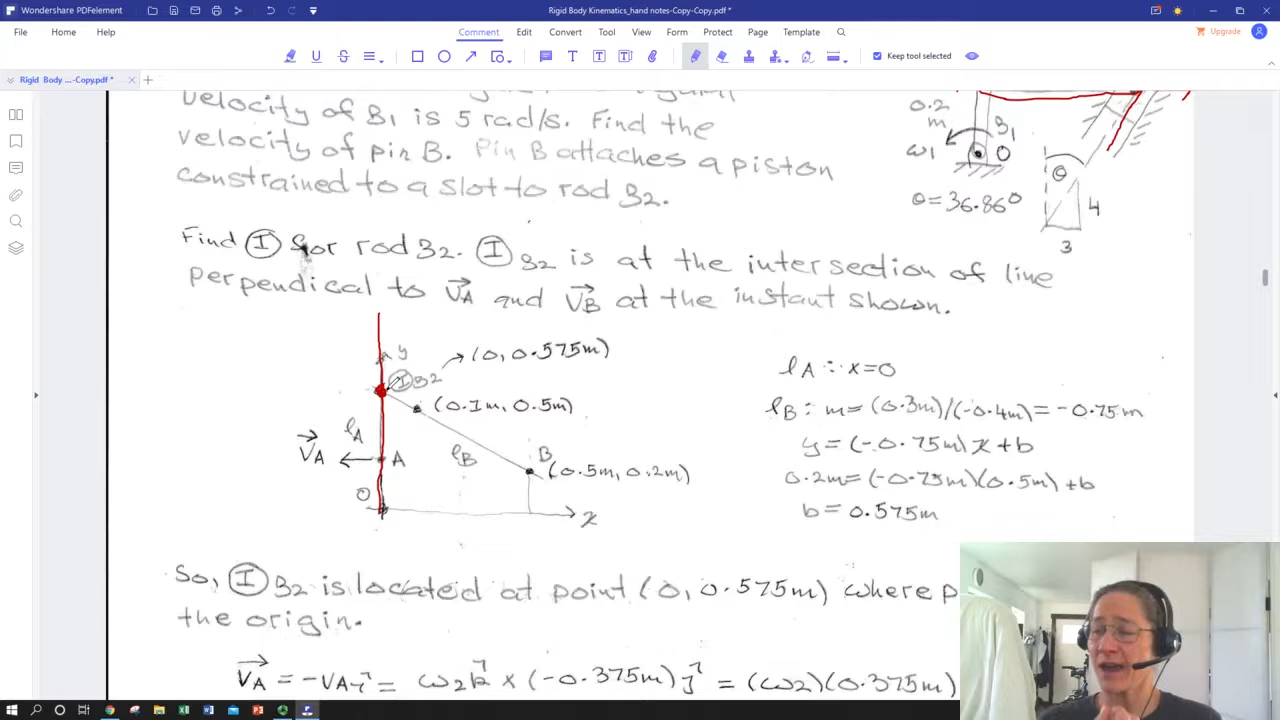 Wondershare PDFelement
Rigid Body Kinematics_hand notes-Copy-Copy.pdf *
File
Home
Help
Comment
Edit
Convert
Tool
View
Form
Protect
Page
Template
Keep tool selected
Upgrade
Rigid Body ...-Copy.pdf *
velocity of B1 is 5 rad/s. Find the
velocity of pin B. Pin B attaches a piston
constrained to a slot to rod B2.
0.2
m
B1
ω1
O
θ
θ=36.86°
4
3
Find Ⓘ for rod B2. Ⓘ B2 is at the intersection of line
perpendical to VA and VB at the instant shown.
y
(0, 0.575m)
Ⓘ B2
(0.1m, 0.5m)
lA
VA
A
lB
B
(0.5m, 0.2m)
O
x
lA : x=0
lB : m = (0.3m)/(-0.4m) = -0.75m
y = (-0.75m)x + b
0.2m = (-0.75m)(0.5m) + b
b = 0.575m
So, Ⓘ B2 is located at point (0, 0.575m) where
the origin.
VA = -VA i = ω2 k × (-0.375m) j = (ω2)(0.375m)